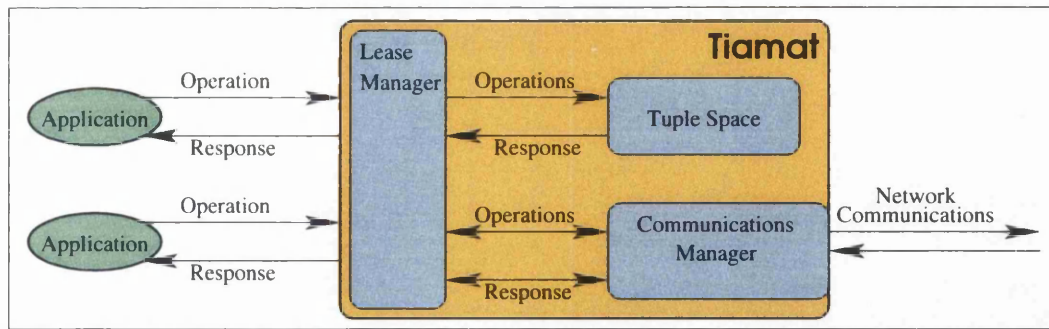 Tiamat
Lease
Manager
Operation
Application
Response
Operations
Response
Tuple Space
Operation
Application
Response
Operations
Response
Communications
Manager
Network
Communications